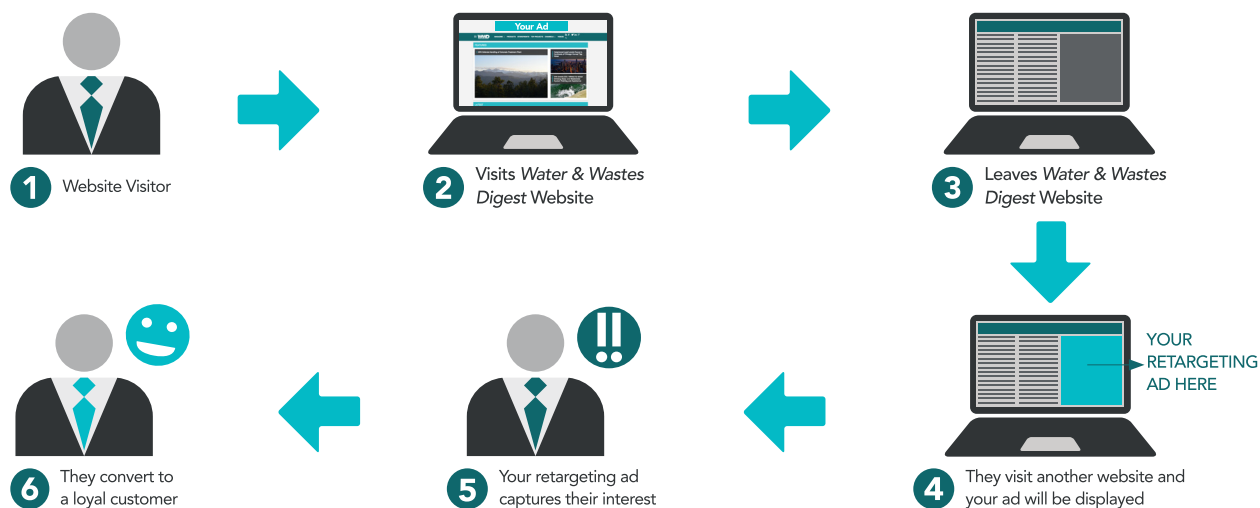 Your Ad
WWD
1
Website Visitor
2
Visits Water & Wastes
Digest Website
3
Leaves Water & Wastes
Digest Website
YOUR
RETARGETING
AD HERE
6
They convert to
a loyal customer
5
Your retargeting ad
captures their interest
4
They visit another website and
your ad will be displayed